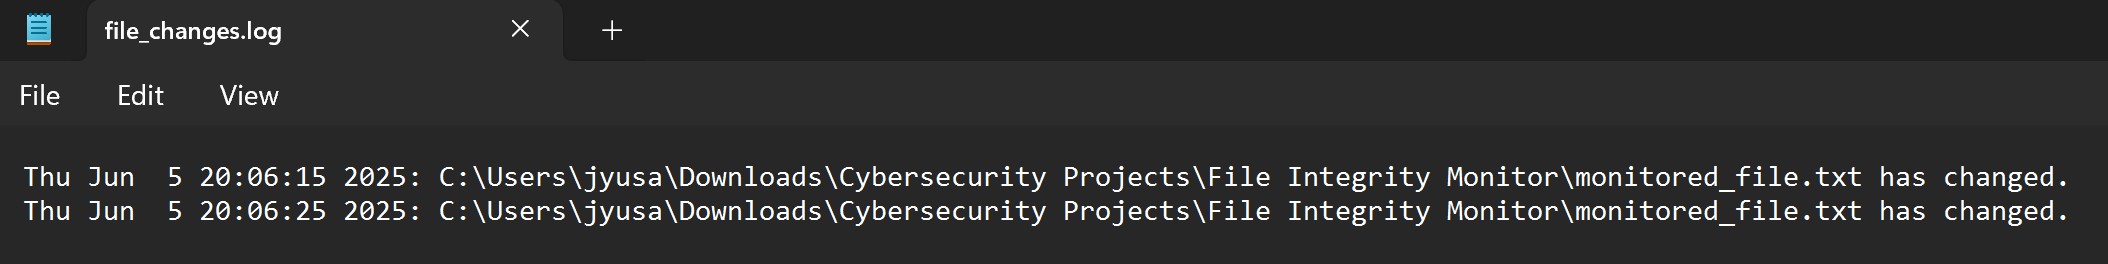 file_changes.log
File Edit View
Thu Jun  5 20:06:15 2025: C:\Users\jyusa\Downloads\Cybersecurity Projects\File Integrity Monitor\monitored_file.txt has changed.
Thu Jun  5 20:06:25 2025: C:\Users\jyusa\Downloads\Cybersecurity Projects\File Integrity Monitor\monitored_file.txt has changed.